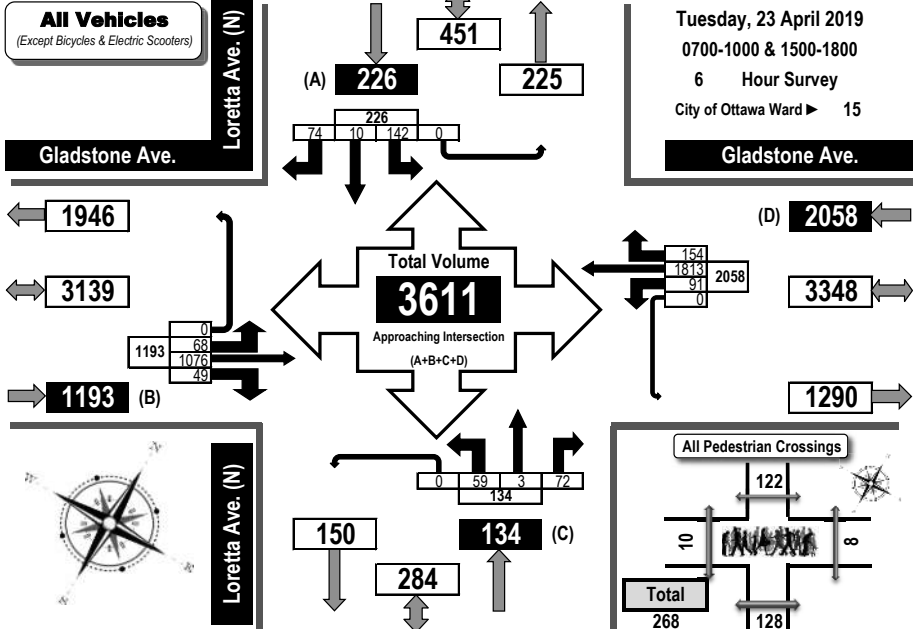 All Vehicles
(Except Bicycles & Electric Scooters)
Loretta Ave. (N)
Gladstone Ave.
451
(A) 226
225
226
74 10 142 0
Tuesday, 23 April 2019
0700-1000 & 1500-1800
6 Hour Survey
City of Ottawa Ward ► 15
Gladstone Ave.
1946
3139
1193 (B)
0
68
1076
49
1193
Total Volume
3611
Approaching Intersection
(A+B+C+D)
154
1813
91
0
2058
(D) 2058
3348
1290
N
W
E
S
Loretta Ave. (N)
0 59 3 72
134
150
134 (C)
284
All Pedestrian Crossings
122
10
8
128
Total
268